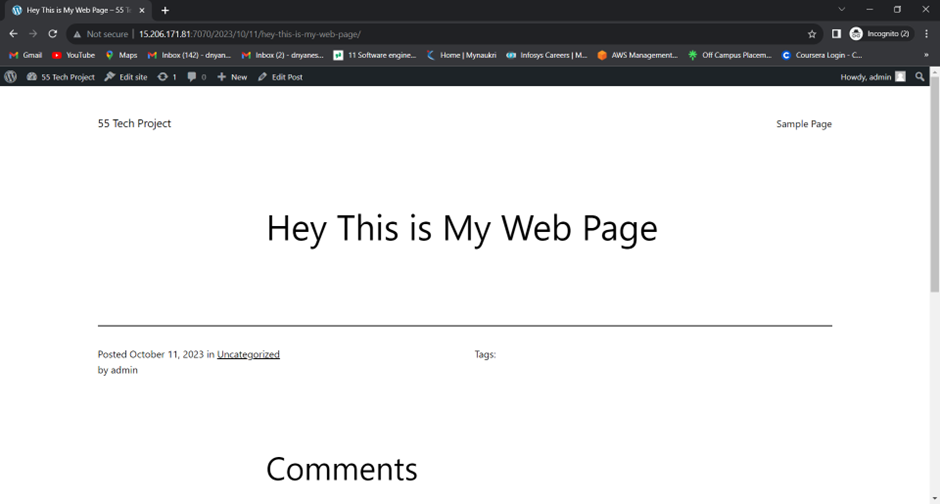 Hey This is My Web Page – 55 Te
Incognito (2)
Not secure | 15.206.171.81:7070/2023/10/11/hey-this-is-my-web-page/
Gmail YouTube Maps Inbox (142) - dnyan... Inbox (2) - dnyanes... 11 Software engine... Home | Mynaukri Infosys Careers | M... AWS Management... Off Campus Placem... Coursera Login - C... »
55 Tech Project Edit site 1 0 New Edit Post Howdy, admin
55 Tech Project Sample Page
Hey This is My Web Page
Posted October 11, 2023 in Uncategorized Tags:
by admin
Comments